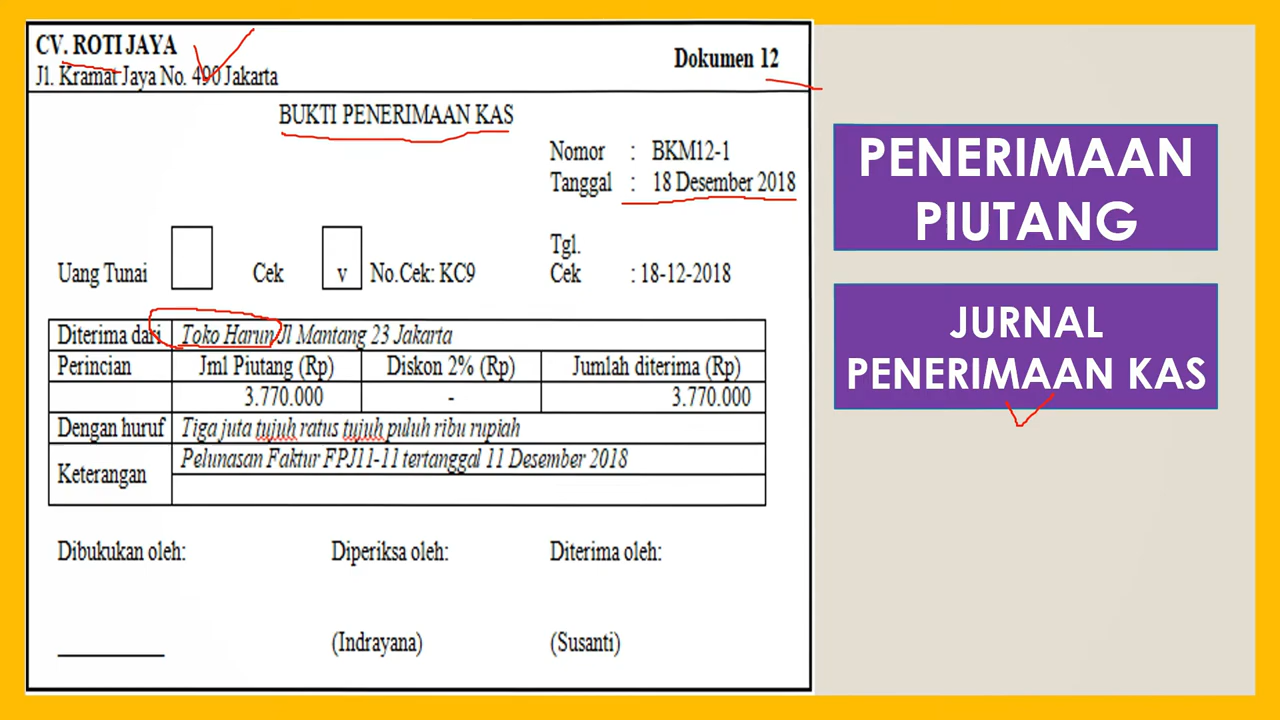 CV. ROTI JAYA
Jl. Kramat Jaya No. 490 Jakarta
Dokumen 12
BUKTI PENERIMAAN KAS
Nomor : BKM12-1
Tanggal : 18 Desember 2018
Uang Tunai Cek v No.Cek: KC9 Tgl. Cek : 18-12-2018
Diterima dari Toko Harun Jl Mantang 23 Jakarta
Perincian Jml Piutang (Rp) Diskon 2% (Rp) Jumlah diterima (Rp)
3.770.000 - 3.770.000
Dengan huruf Tiga juta tujuh ratus tujuh puluh ribu rupiah
Keterangan Pelunasan Faktur FPJ11-11 tertanggal 11 Desember 2018
Dibukukan oleh: Diperiksa oleh: Diterima oleh:
(Indrayana) (Susanti)
PENERIMAAN
PIUTANG
JURNAL
PENERIMAAN KAS